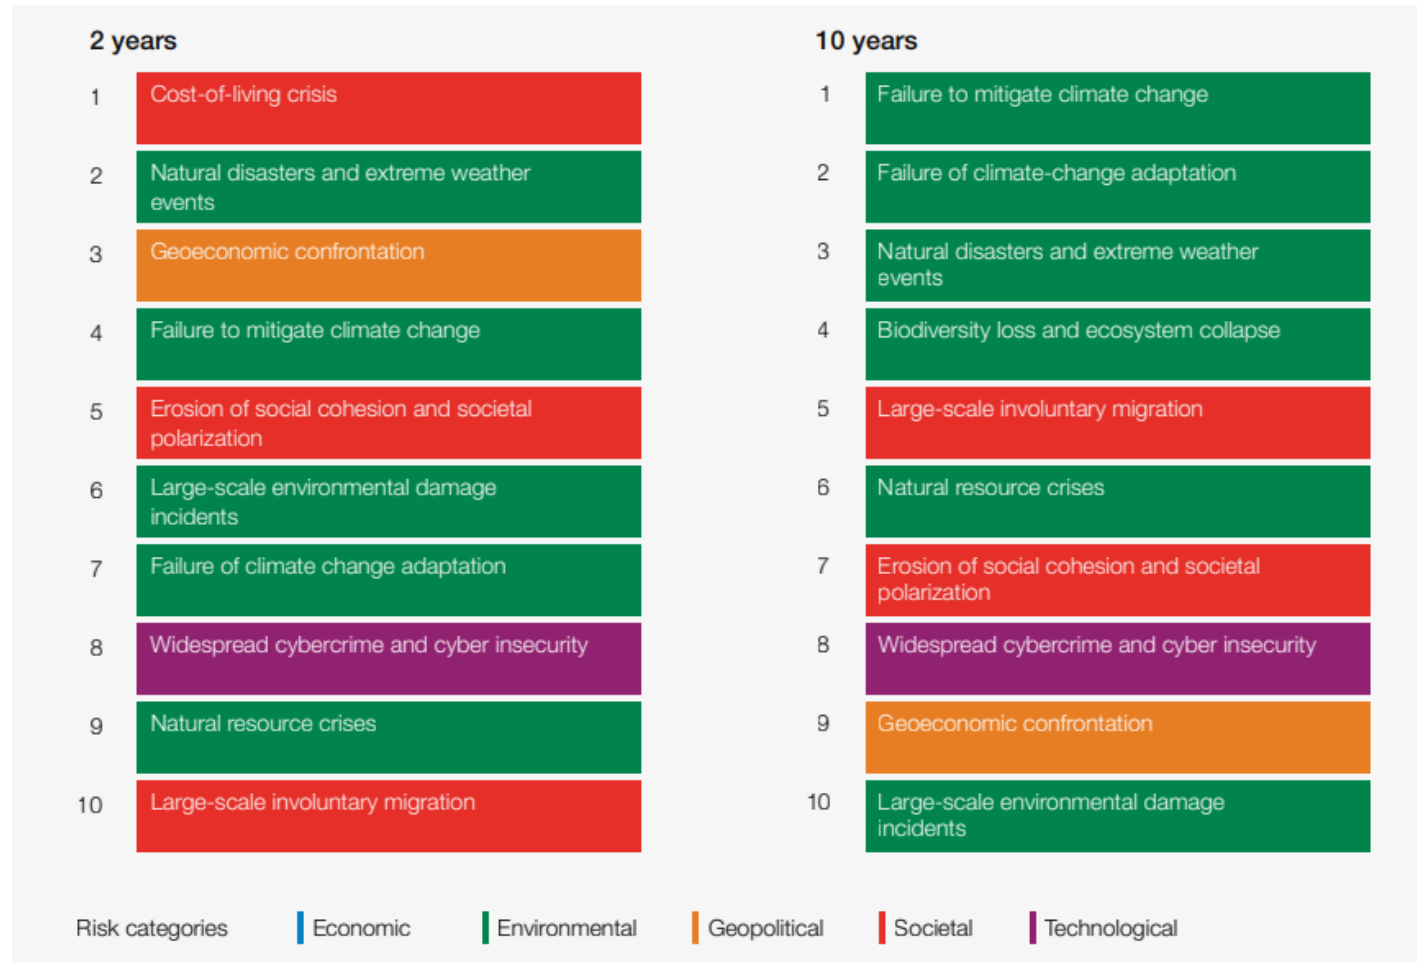 2 years
1
Cost-of-living crisis
2
Natural disasters and extreme weather
events
3
Geoeconomic confrontation
4
Failure to mitigate climate change
5
Erosion of social cohesion and societal
polarization
6
Large-scale environmental damage
incidents
7
Failure of climate change adaptation
8
Widespread cybercrime and cyber insecurity
9
Natural resource crises
10
Large-scale involuntary migration
10 years
1
Failure to mitigate climate change
2
Failure of climate-change adaptation
3
Natural disasters and extreme weather
events
4
Biodiversity loss and ecosystem collapse
5
Large-scale involuntary migration
6
Natural resource crises
7
Erosion of social cohesion and societal
polarization
8
Widespread cybercrime and cyber insecurity
9
Geoeconomic confrontation
10
Large-scale environmental damage
incidents
Risk categories Economic Environmental Geopolitical Societal Technological